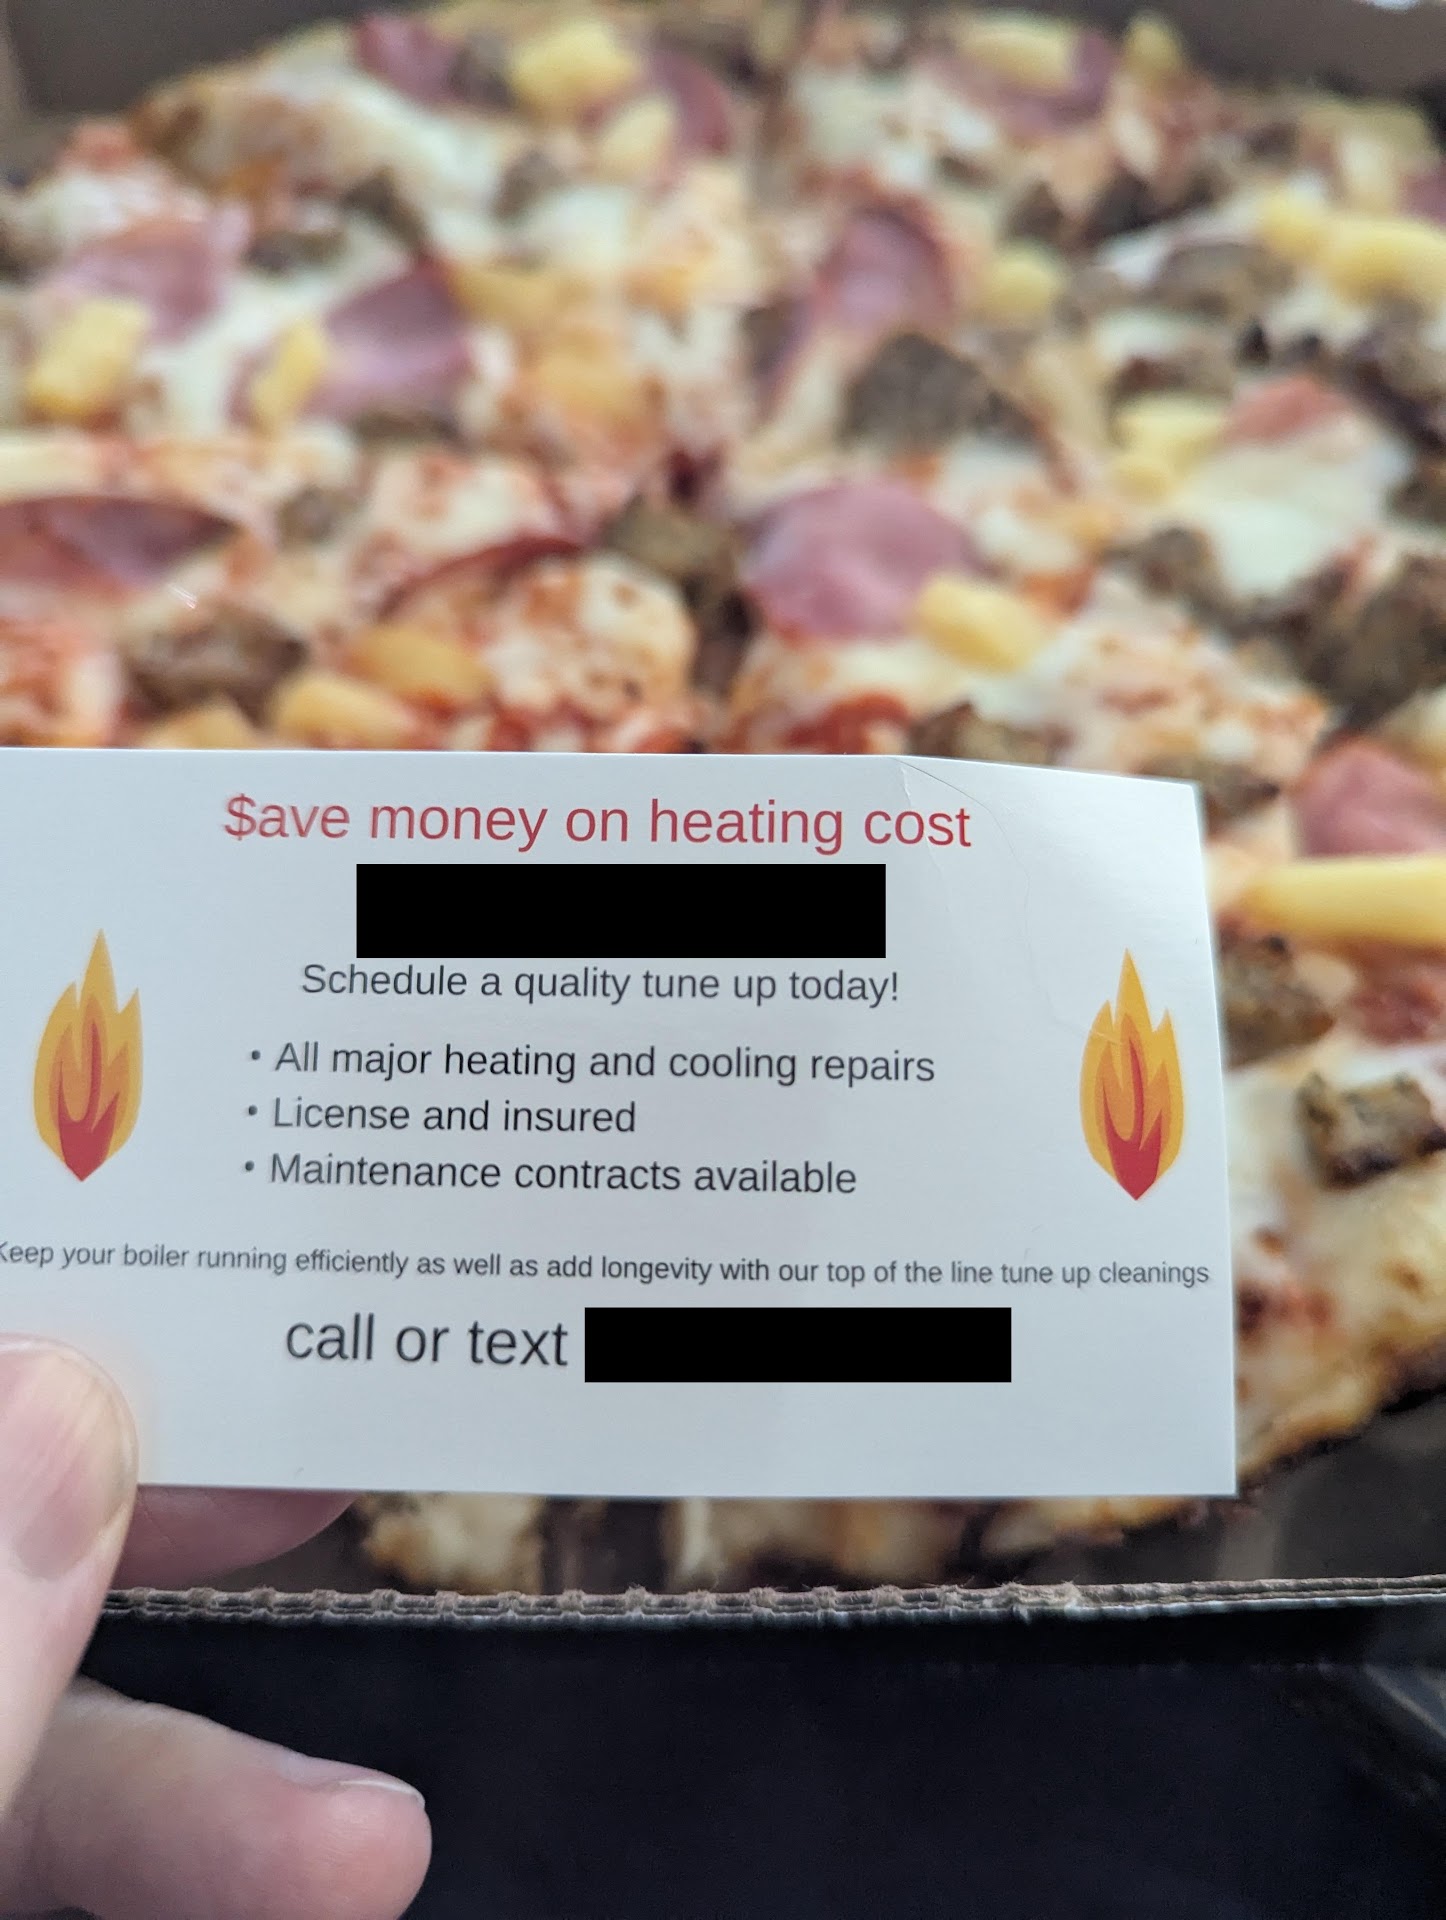 $ave money on heating cost
Schedule a quality tune up today!
• All major heating and cooling repairs
• License and insured
• Maintenance contracts available
Keep your boiler running efficiently as well as add longevity with our top of the line tune up cleanings
call or text